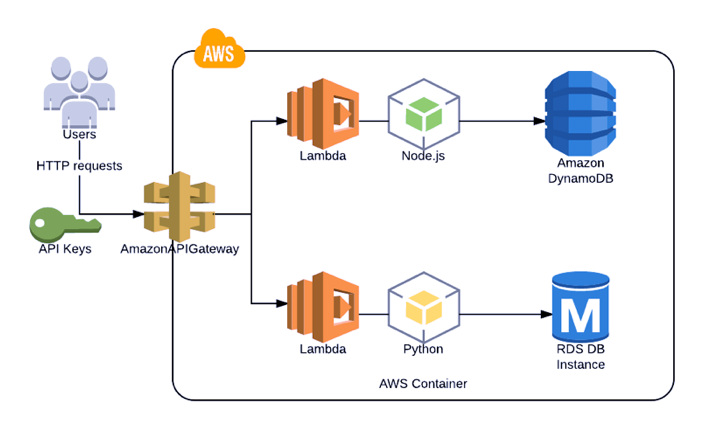 AWS
Users
HTTP requests
API Keys
AmazonAPIGateway
Lambda
Node.js
Amazon
DynamoDB
Lambda
Python
M
RDS DB
Instance
AWS Container